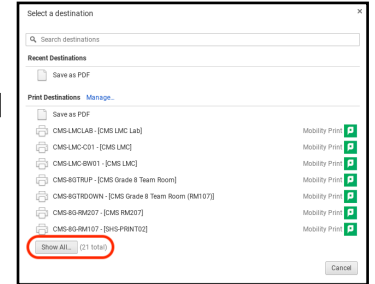 Select a destination ×
Search destinations
Recent Destinations
Save as PDF
Print Destinations Manage...
Save as PDF
CMS-LMCLAB - [CMS LMC Lab] Mobility Print
CMS-LMC-C01 - [CMS LMC] Mobility Print
CMS-LMC-BW01 - [CMS LMC] Mobility Print
CMS-8GTRUP - [CMS Grade 8 Team Room] Mobility Print
CMS-8GTRDOWN - [CMS Grade 8 Team Room (RM107)] Mobility Print
CMS-8G-RM207 - [CMS RM207] Mobility Print
CMS-8G-RM107 - [SHS-PRINT02] Mobility Print
Show All... (21 total)
Cancel